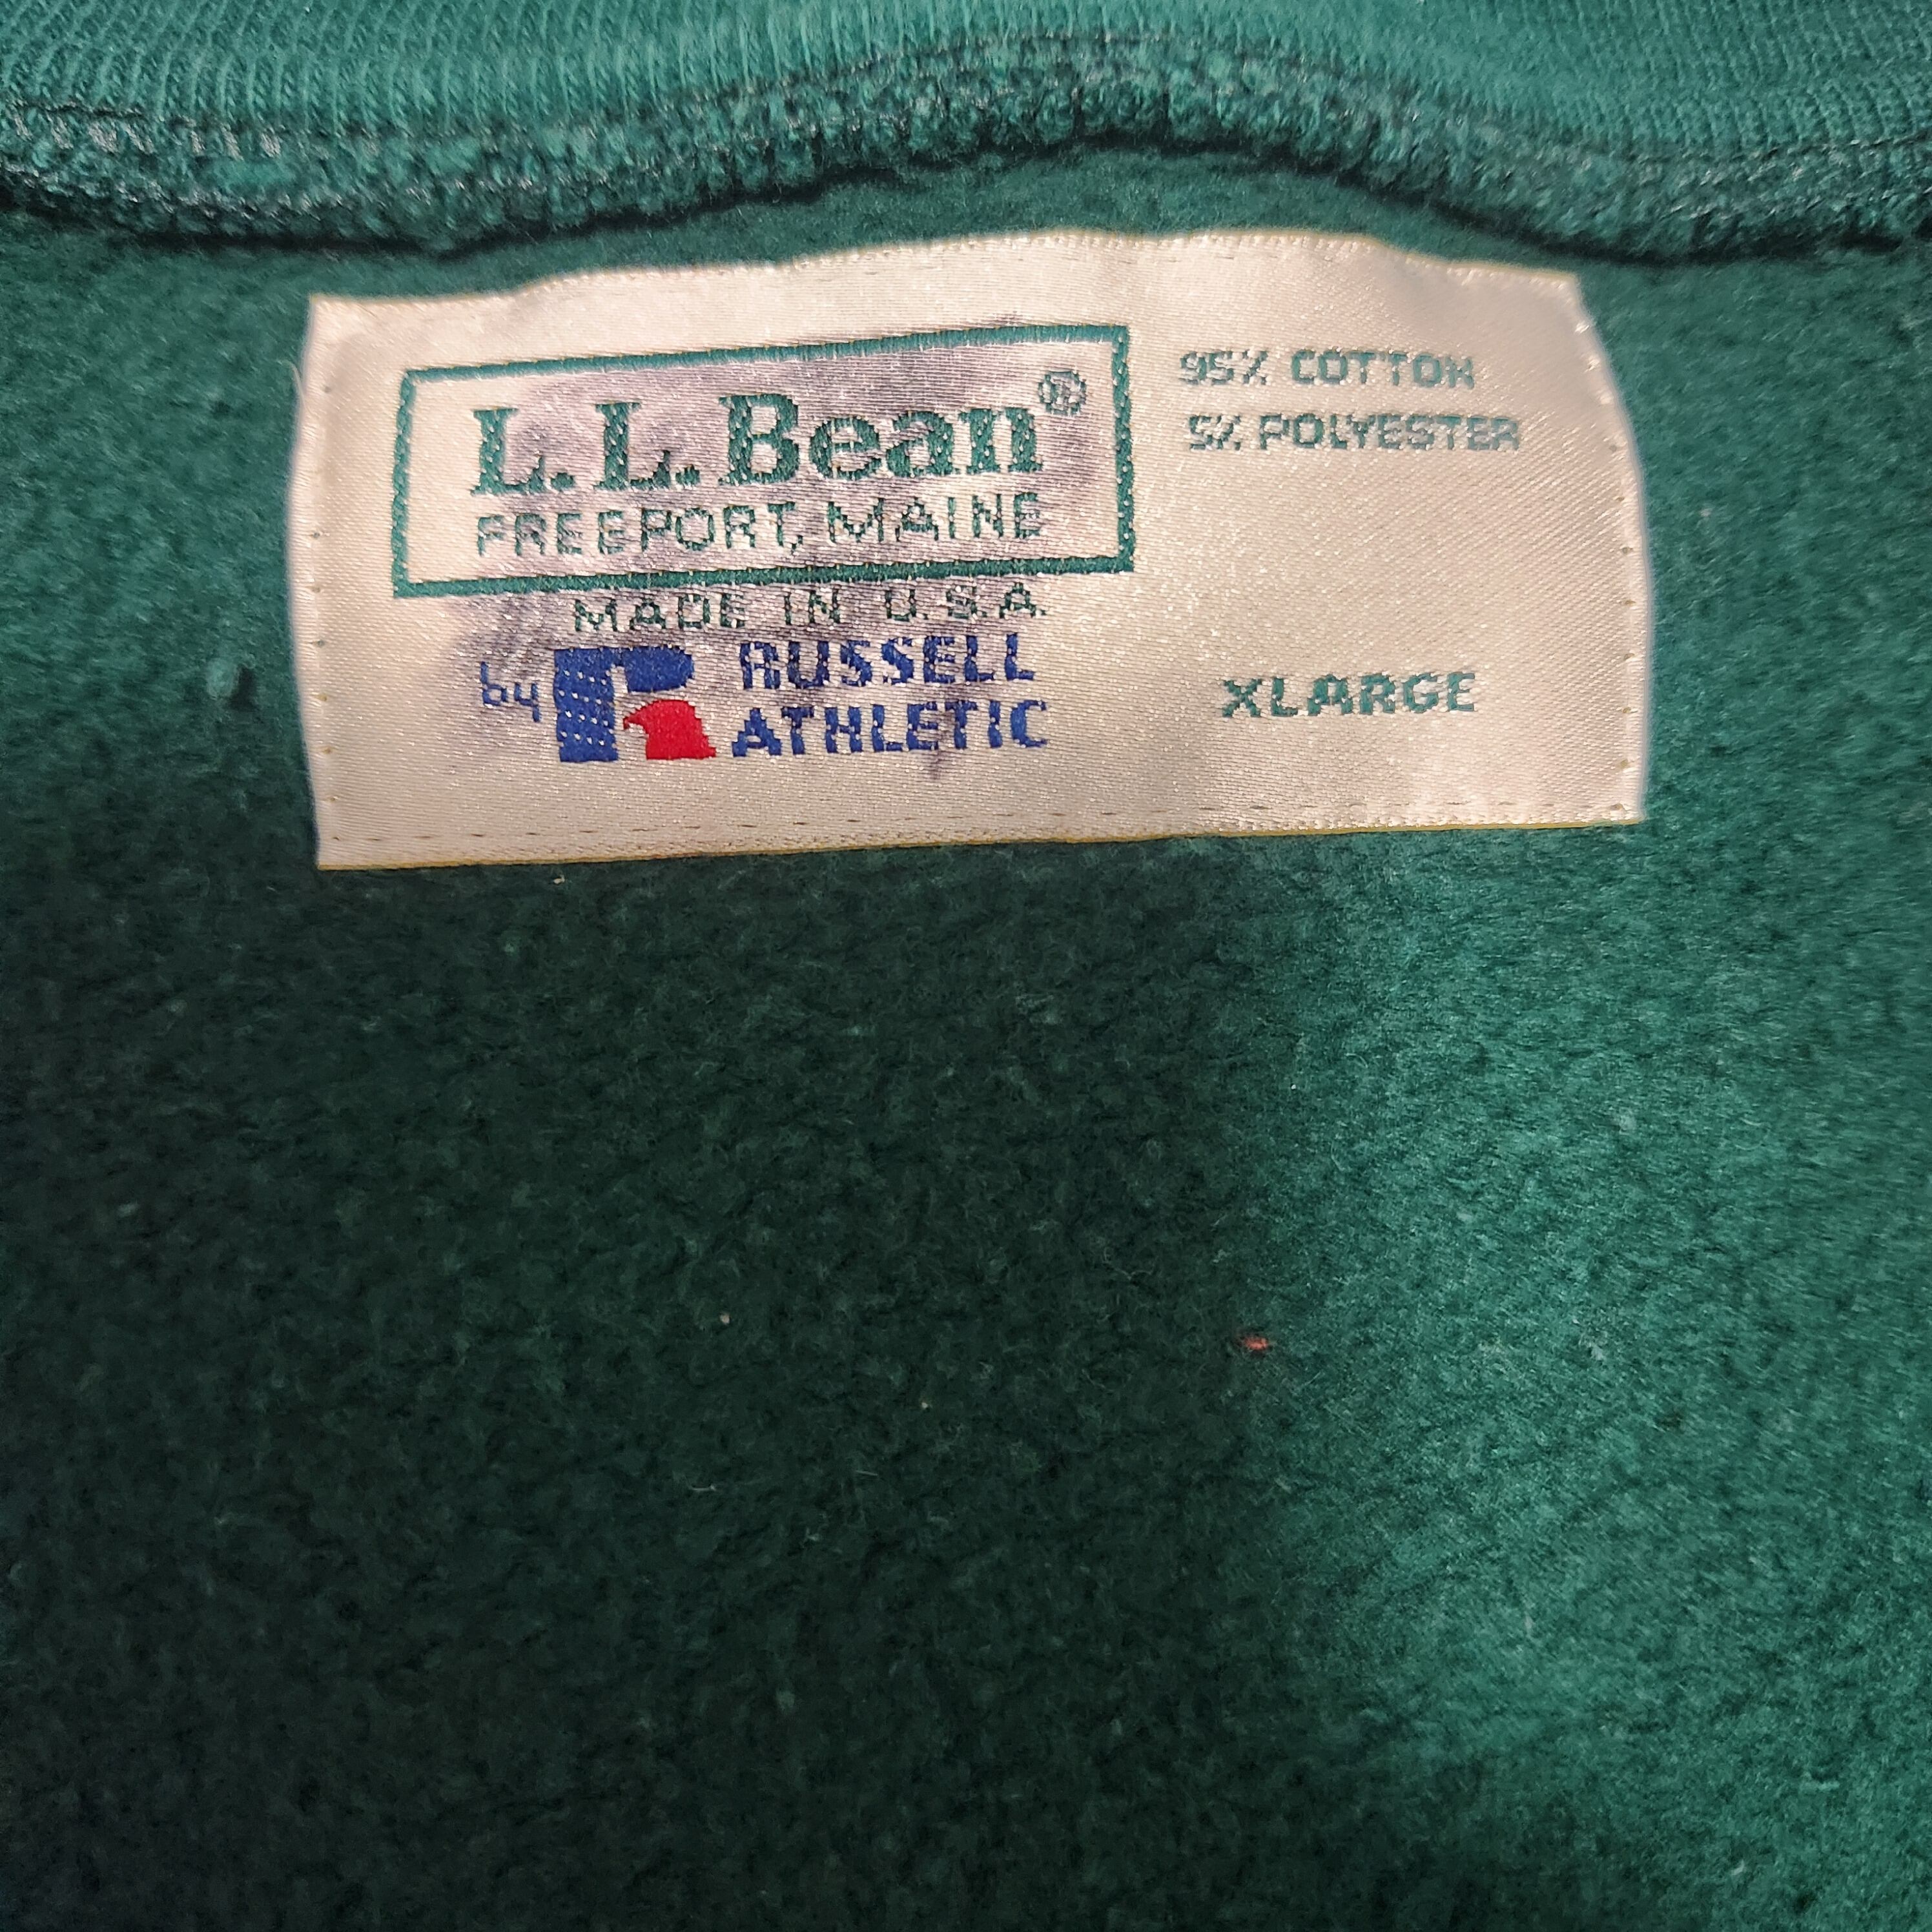 L.L.Bean®
FREEPORT, MAINE
MADE IN U.S.A.
by RUSSELL
ATHLETIC
95% COTTON
5% POLYESTER
XLARGE